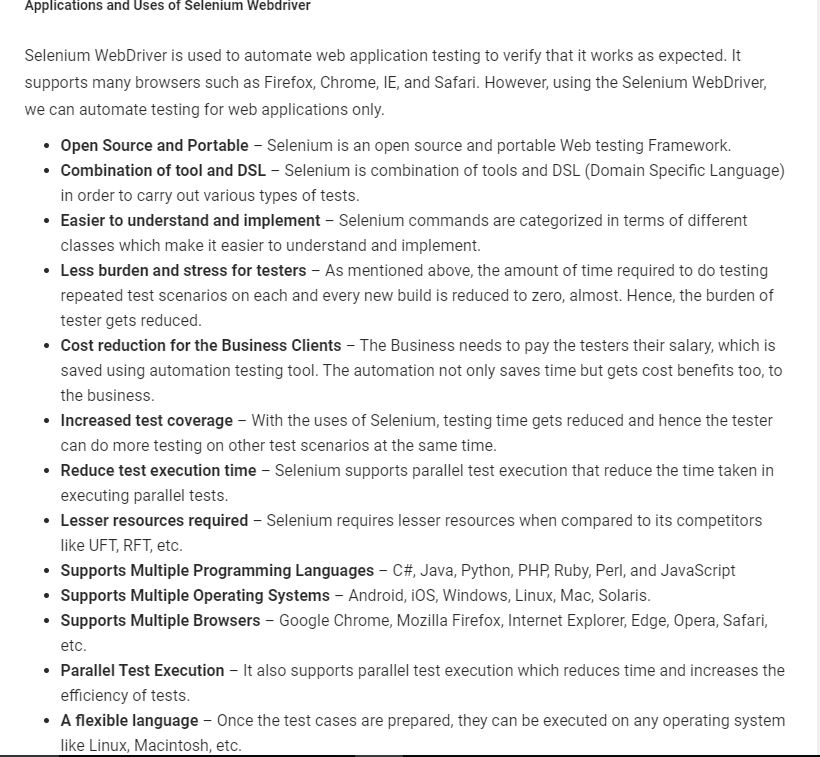 Applications and Uses of Selenium Webdriver
Selenium WebDriver is used to automate web application testing to verify that it works as expected. It
supports many browsers such as Firefox, Chrome, IE, and Safari. However, using the Selenium WebDriver,
we can automate testing for web applications only.
• Open Source and Portable – Selenium is an open source and portable Web testing Framework.
• Combination of tool and DSL – Selenium is combination of tools and DSL (Domain Specific Language)
in order to carry out various types of tests.
• Easier to understand and implement – Selenium commands are categorized in terms of different
classes which make it easier to understand and implement.
• Less burden and stress for testers – As mentioned above, the amount of time required to do testing
repeated test scenarios on each and every new build is reduced to zero, almost. Hence, the burden of
tester gets reduced.
• Cost reduction for the Business Clients – The Business needs to pay the testers their salary, which is
saved using automation testing tool. The automation not only saves time but gets cost benefits too, to
the business.
• Increased test coverage – With the uses of Selenium, testing time gets reduced and hence the tester
can do more testing on other test scenarios at the same time.
• Reduce test execution time – Selenium supports parallel test execution that reduce the time taken in
executing parallel tests.
• Lesser resources required – Selenium requires lesser resources when compared to its competitors
like UFT, RFT, etc.
• Supports Multiple Programming Languages – C#, Java, Python, PHP, Ruby, Perl, and JavaScript
• Supports Multiple Operating Systems – Android, iOS, Windows, Linux, Mac, Solaris.
• Supports Multiple Browsers – Google Chrome, Mozilla Firefox, Internet Explorer, Edge, Opera, Safari,
etc.
• Parallel Test Execution – It also supports parallel test execution which reduces time and increases the
efficiency of tests.
• A flexible language – Once the test cases are prepared, they can be executed on any operating system
like Linux, Macintosh, etc.